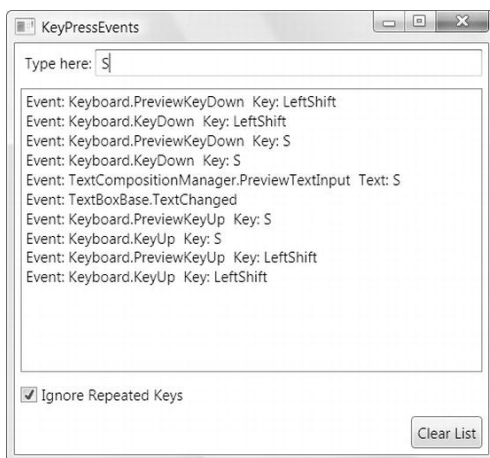 KeyPressEvents
Type here: S
Event: Keyboard.PreviewKeyDown Key: LeftShift
Event: Keyboard.KeyDown Key: LeftShift
Event: Keyboard.PreviewKeyDown Key: S
Event: Keyboard.KeyDown Key: S
Event: TextCompositionManager.PreviewTextInput Text: S
Event: TextBoxBase.TextChanged
Event: Keyboard.PreviewKeyUp Key: S
Event: Keyboard.KeyUp Key: S
Event: Keyboard.PreviewKeyUp Key: LeftShift
Event: Keyboard.KeyUp Key: LeftShift
Ignore Repeated Keys
Clear List